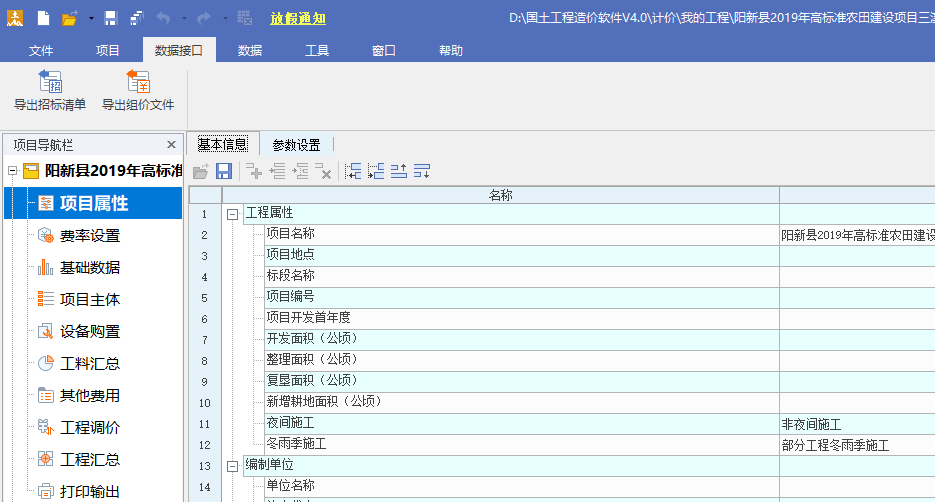 放假通知
D:\国土工程造价软件V4.0\计价\我的工程\阳新县2019年高标准农田建设项目三
文件 项目 数据接口 数据 工具 窗口 帮助
导出招标清单 导出组价文件
项目导航栏
阳新县2019年高标准
项目属性
费率设置
基础数据
项目主体
设备购置
工料汇总
其他费用
工程调价
工程汇总
打印输出
基本信息 参数设置
名称
1 工程属性
2 项目名称 阳新县2019年高标准农田建设
3 项目地点
4 标段名称
5 项目编号
6 项目开发首年度
7 开发面积（公顷）
8 整理面积（公顷）
9 复垦面积（公顷）
10 新增耕地面积（公顷）
11 夜间施工 非夜间施工
12 冬雨季施工 部分工程冬雨季施工
13 编制单位
14 单位名称